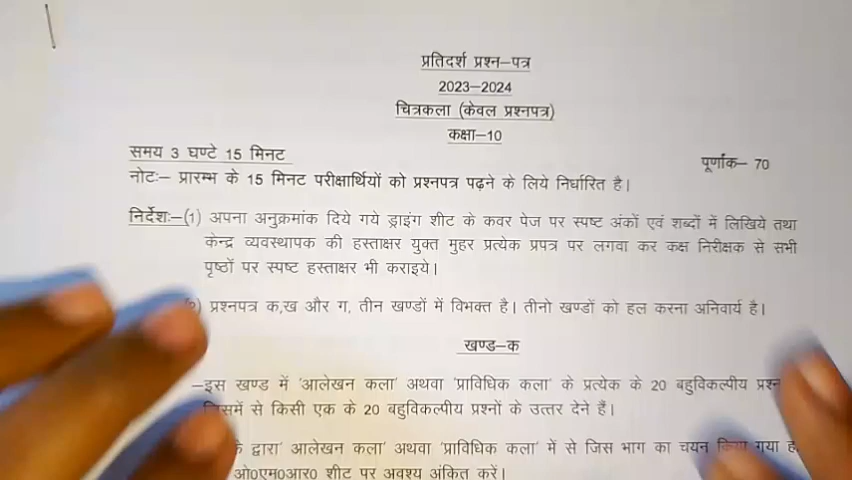 प्रतिदर्श प्रश्न–पत्र
2023–2024
चित्रकला (केवल प्रश्नपत्र)
कक्षा–10
समय 3 घण्टे 15 मिनट
पूर्णांक– 70
नोटः– प्रारम्भ के 15 मिनट परीक्षार्थियों को प्रश्नपत्र पढ़ने के लिये निर्धारित है।
निर्देशः–(1) अपना अनुक्रमांक दिये गये ड्राइंग शीट के कवर पेज पर स्पष्ट अंकों एवं शब्दों में लिखिये तथा
केन्द्र व्यवस्थापक की हस्ताक्षर युक्त मुहर प्रत्येक प्रपत्र पर लगवा कर कक्ष निरीक्षक से सभी
पृष्ठों पर स्पष्ट हस्ताक्षर भी कराइये।
प्रश्नपत्र क,ख और ग, तीन खण्डों में विभक्त है। तीनो खण्डों को हल करना अनिवार्य है।
खण्ड–क
–इस खण्ड में 'आलेखन कला' अथवा 'प्राविधिक कला' के प्रत्येक के 20 बहुविकल्पीय प्रश्न
जिसमें से किसी एक के 20 बहुविकल्पीय प्रश्नों के उत्तर देने हैं।
के द्वारा' आलेखन कला' अथवा 'प्राविधिक कला' में से जिस भाग का चयन किया गया है
ओ0एम0आर0 शीट पर अवश्य अंकित करें।